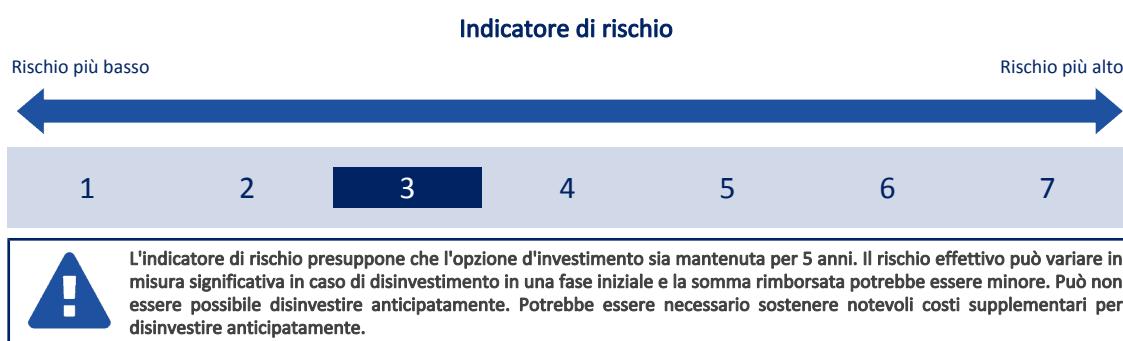 Indicatore di rischio
Rischio più basso
Rischio più alto
1 2 3 4 5 6 7
L'indicatore di rischio presuppone che l'opzione d'investimento sia mantenuta per 5 anni. Il rischio effettivo può variare in
misura significativa in caso di disinvestimento in una fase iniziale e la somma rimborsata potrebbe essere minore. Può non
essere possibile disinvestire anticipatamente. Potrebbe essere necessario sostenere notevoli costi supplementari per
disinvestire anticipatamente.